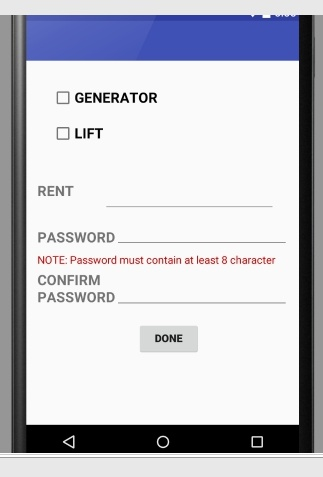 GENERATOR
LIFT
RENT
PASSWORD
NOTE: Password must contain at least 8 character
CONFIRM
PASSWORD
DONE